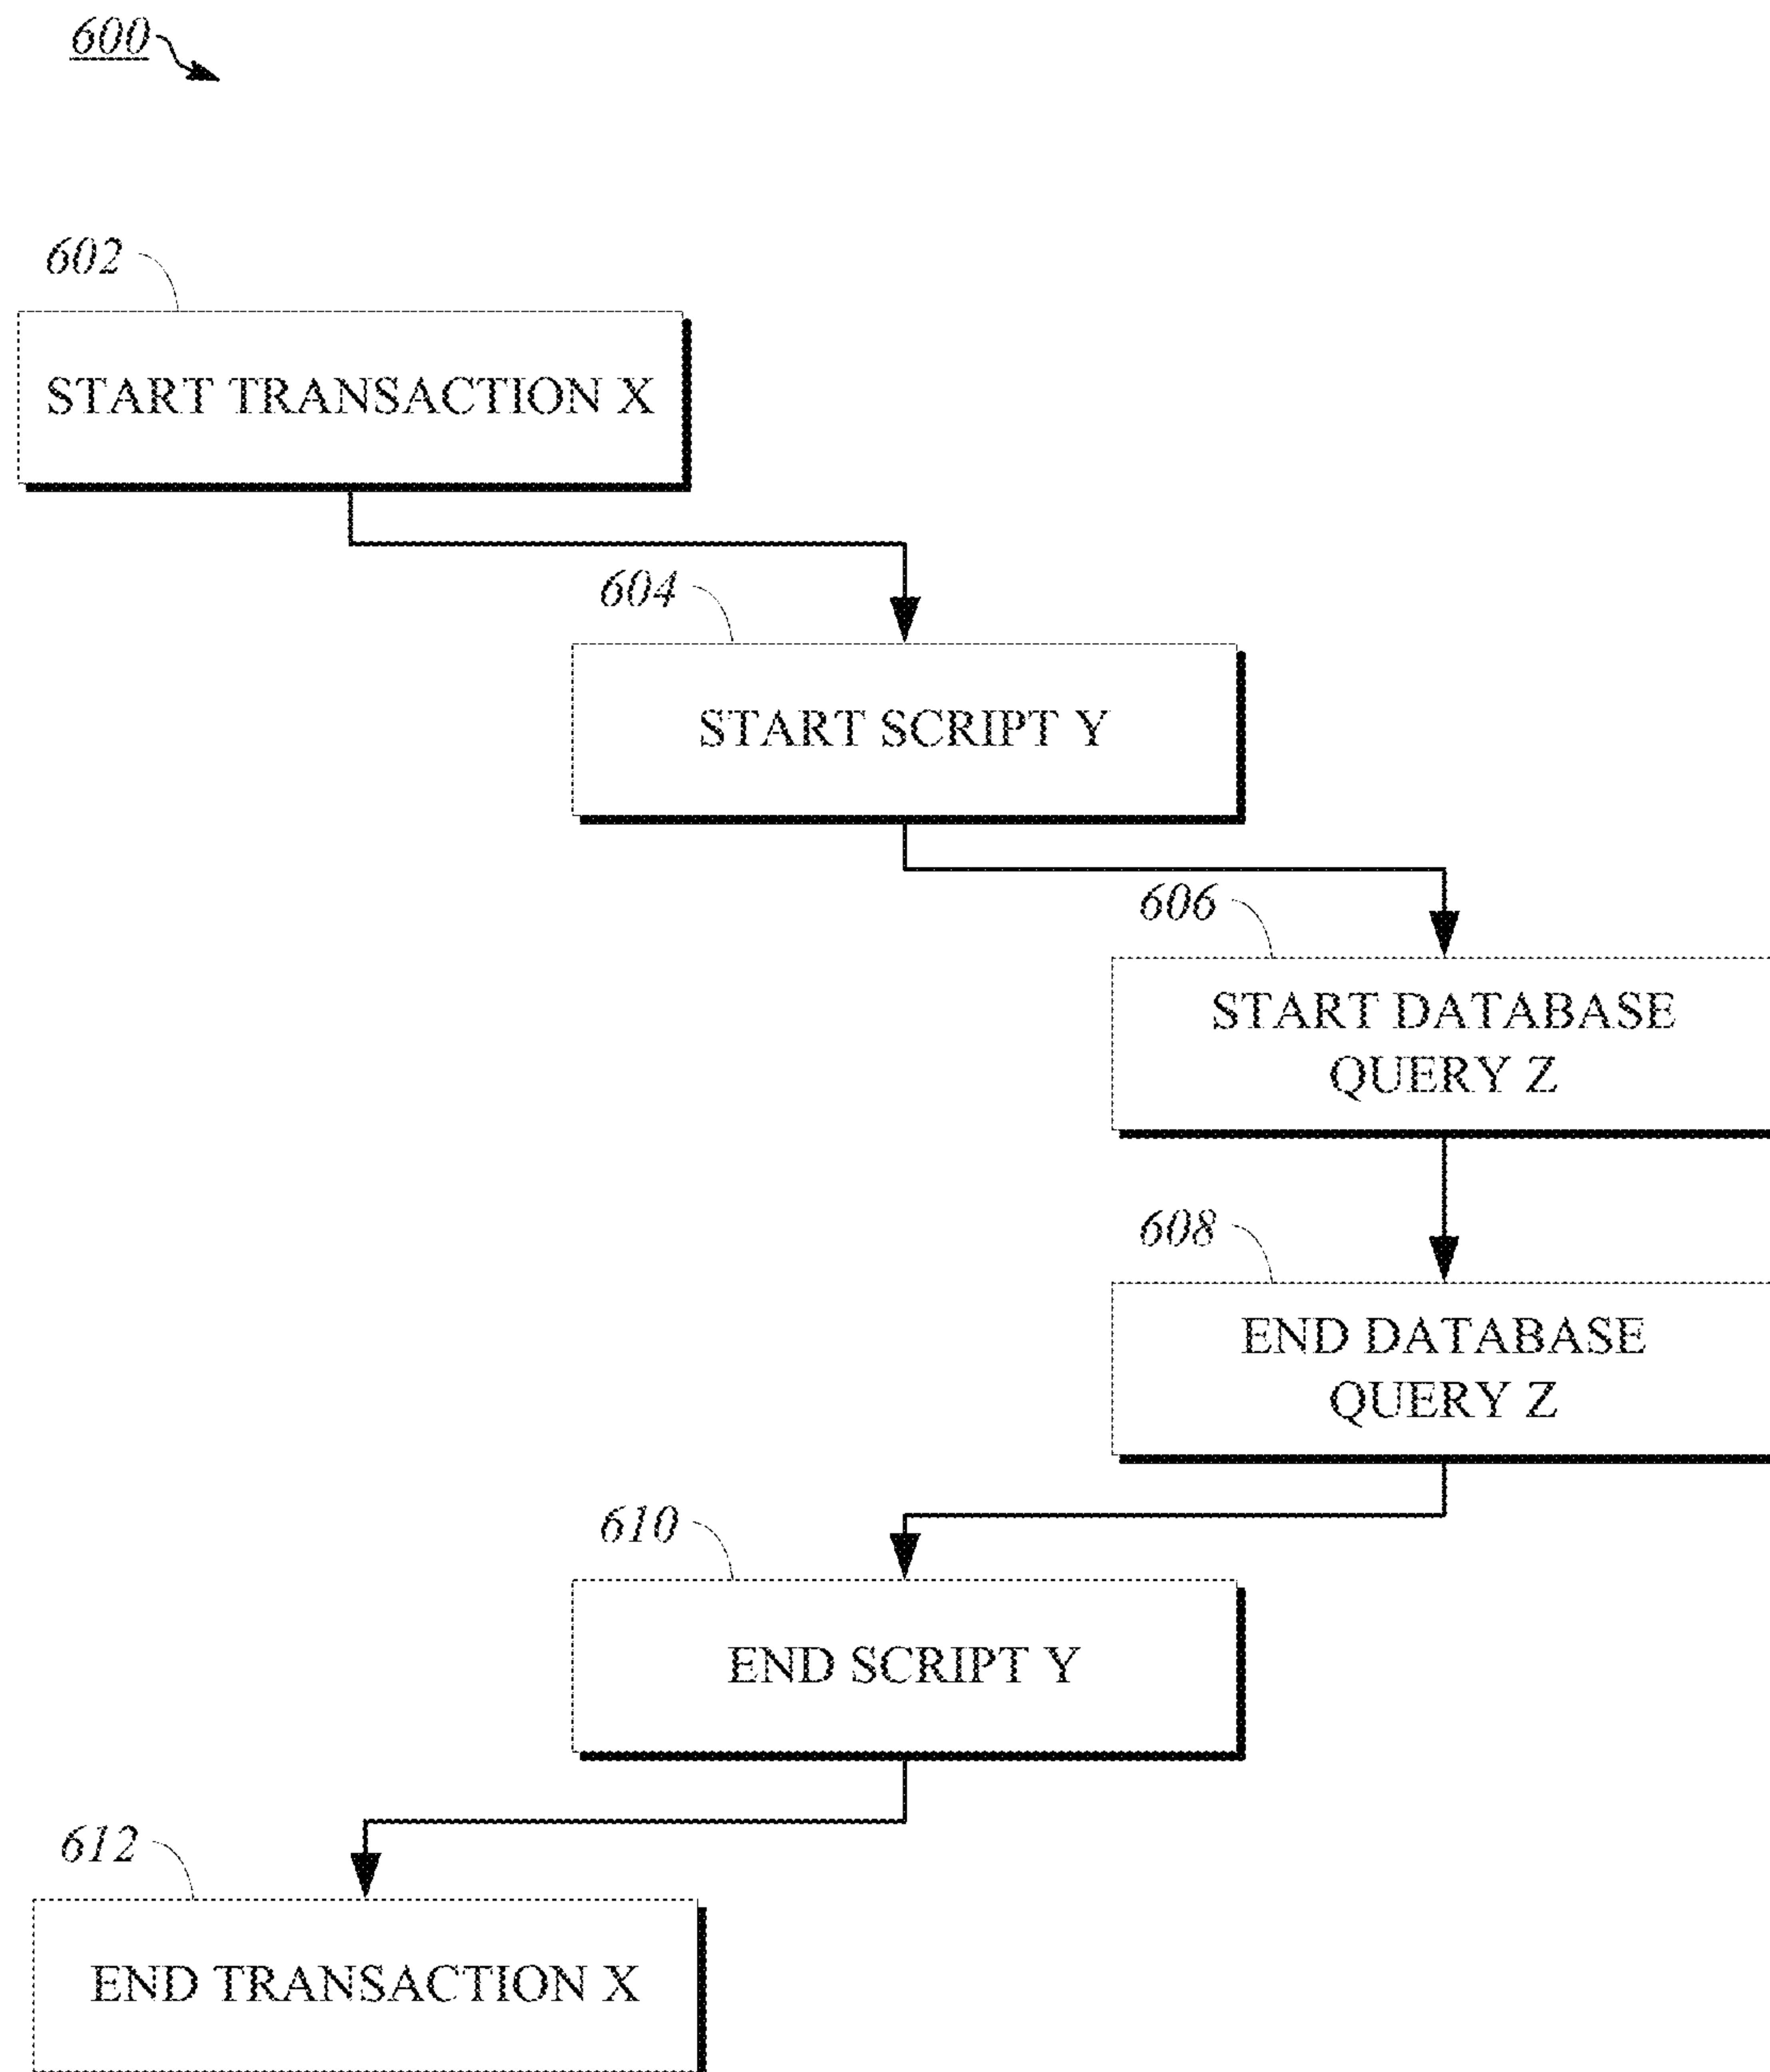 600
602
START TRANSACTION X
604
START SCRIPT Y
606
START DATABASE
QUERY Z
608
END DATABASE
QUERY Z
610
END SCRIPT Y
612
END TRANSACTION X